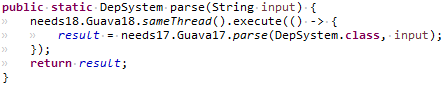 public static DepSystem parse(String input) {
    needs18.Guava18.sameThread().execute(() -> {
        result = needs17.Guava17.parse(DepSystem.class, input);
    });
    return result;
}